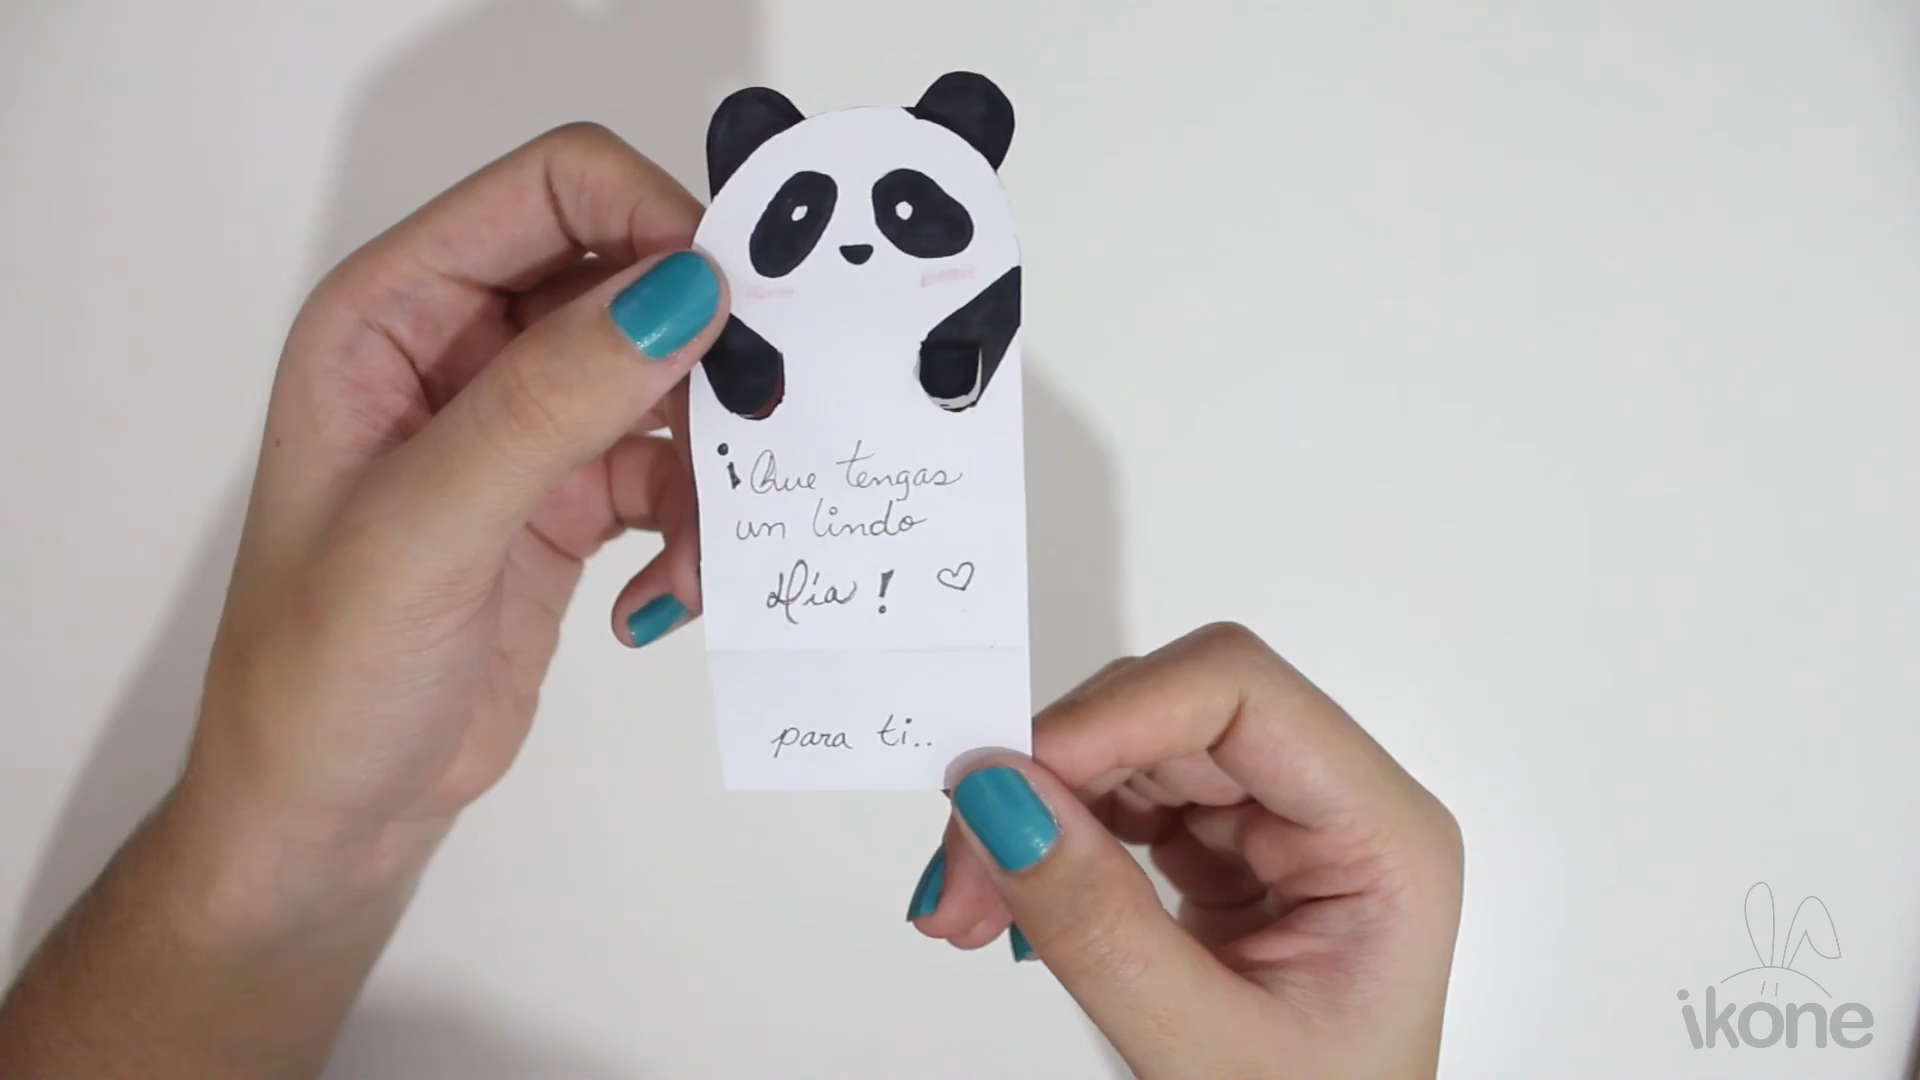 ¡Que tengas
un lindo
día! ♡
para ti..
ikone